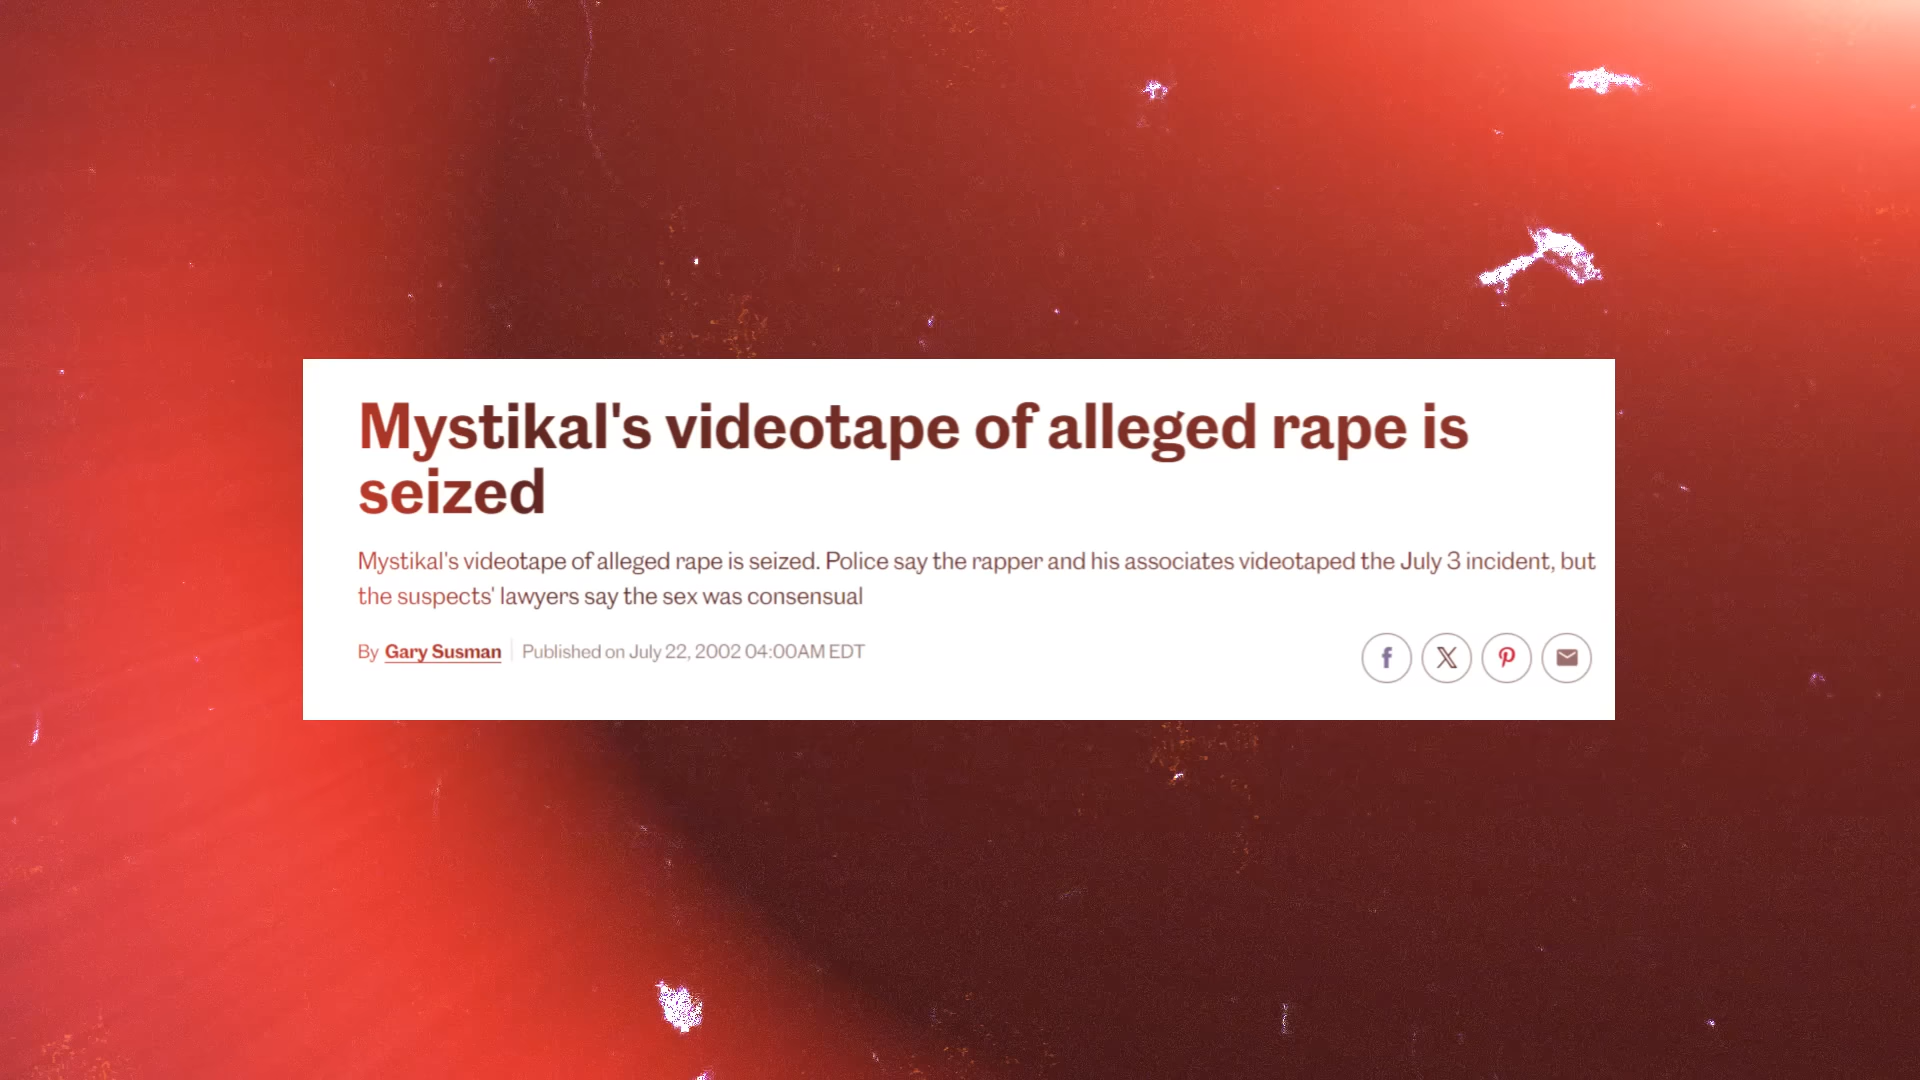 Mystikal's videotape of alleged rape is
seized
Mystikal's videotape of alleged rape is seized. Police say the rapper and his associates videotaped the July 3 incident, but
the suspects' lawyers say the sex was consensual
By Gary Susman Published on July 22, 2002 04:00AM EDT